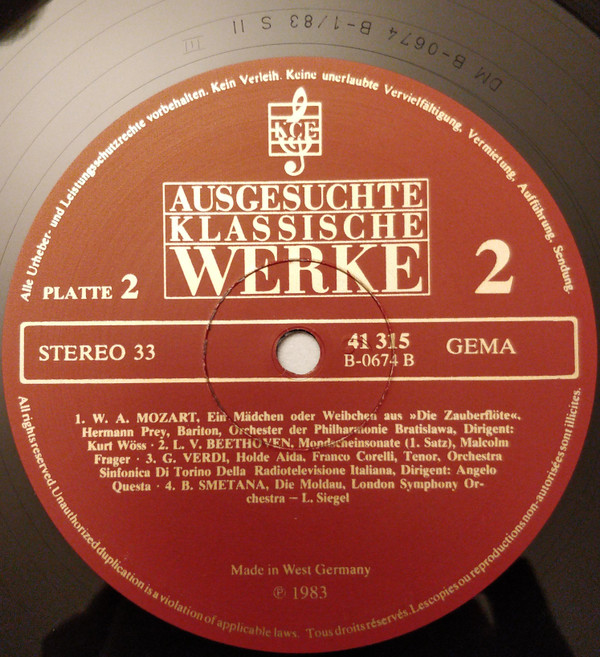 DM B-0674 B-1/83 S II
III
Alle Urheber- und Leistungsschutzrechte vorbehalten. Kein Verleih. Keine unerlaubte Vervielfältigung, Vermietung, Aufführung, Sendung.
KCE
AUSGESUCHTE
KLASSISCHE
WERKE
PLATTE 2
2
STEREO 33
41 315
B-0674 B
GEMA
1. W. A. MOZART, Ein Mädchen oder Weibchen aus »Die Zauberflöte«,
Hermann Prey, Bariton, Orchester der Philharmonie Bratislawa, Dirigent:
Kurt Wöss · 2. L. V. BEETHOVEN, Mondscheinsonate (1. Satz), Malcolm
Frager · 3. G. VERDI, Holde Aida, Franco Corelli, Tenor, Orchestra
Sinfonica Di Torino Della Radiotelevisione Italiana, Dirigent: Angelo
Questa · 4. B. SMETANA, Die Moldau, London Symphony Or-
chestra – L. Siegel
Made in West Germany
℗ 1983
All rights reserved. Unauthorized duplication is a violation of applicable laws. Tous droits réservés. Les copies ou reproductions non-autorisées sont illicites.